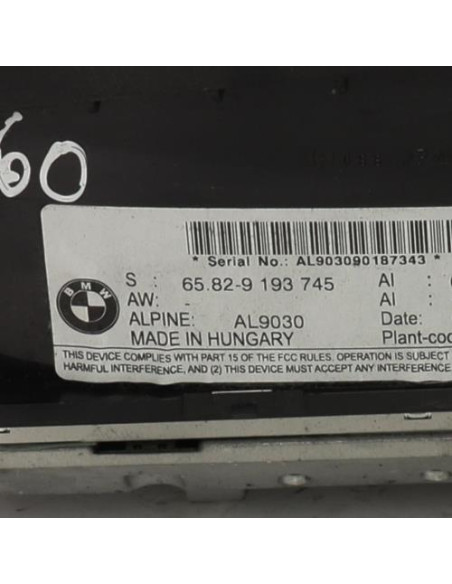 60
* Serial No.: AL903090187343 *
BMW
S : 65.82-9 193 745 AI :
AW: - AI :
ALPINE: AL9030 Date:
MADE IN HUNGARY Plant-cod
THIS DEVICE COMPLIES WITH PART 15 OF THE FCC RULES. OPERATION IS SUBJECT
HARMFUL INTERFERENCE, AND (2) THIS DEVICE MUST ACCEPT ANY INTERFERENCE